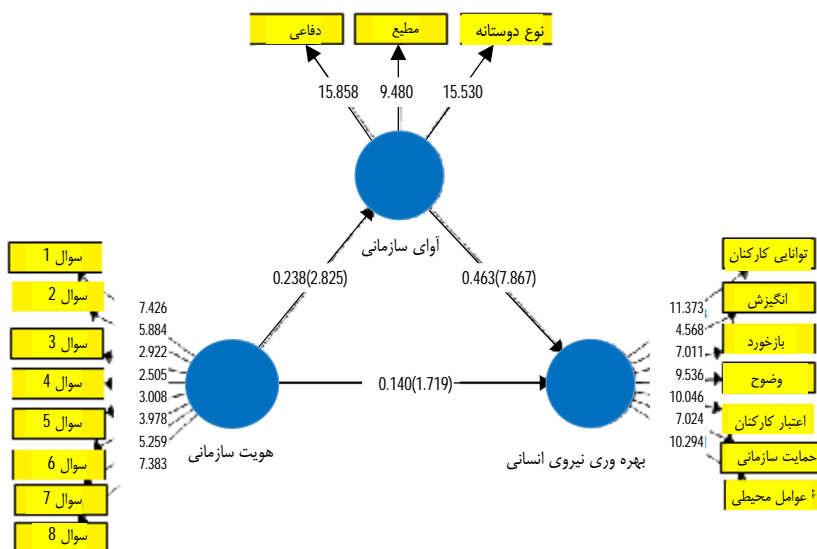 دفاعی
مطیع
نوع دوستانه
15.858
9.480
15.530
آوای سازمانی
0.238(2.825)
0.463(7.867)
0.140(1.719)
سوال 1
سوال 2
سوال 3
سوال 4
سوال 5
سوال 6
سوال 7
سوال 8
7.426
5.884
2.922
2.505
3.008
3.978
5.259
7.383
هویت سازمانی
بهره وری نیروی انسانی
11.373
4.568
7.011
9.536
10.046
7.024
10.294
توانایی کارکنان
انگیزش
بازخورد
وضوح
اعتبار کارکنان
حمایت سازمانی
عوامل محیطی